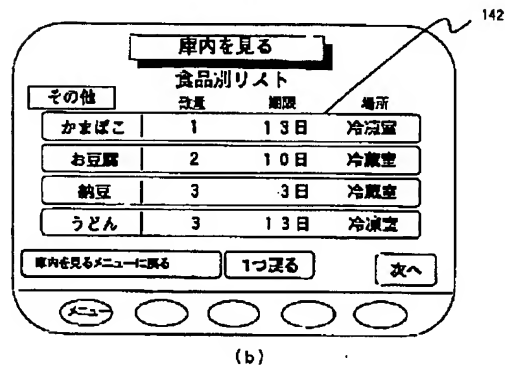 142
庫内を見る
食品別リスト
その他 数量 期限 場所
かまぼこ 1 13日 冷凍室
お豆腐 2 10日 冷蔵室
納豆 3 3日 冷蔵室
うどん 3 13日 冷凍室
庫内を見るメニューに戻る 1つ戻る 次へ
メニュー
(b)